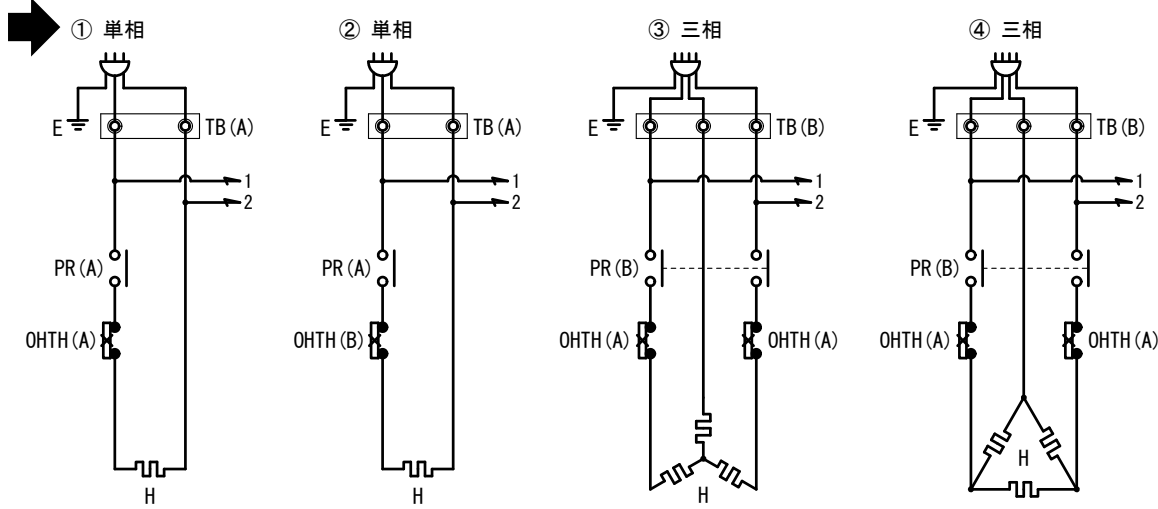 ① 単相
E
TB(A)
1
2
PR(A)
OHTH(A)
H
② 単相
E
TB(A)
1
2
PR(A)
OHTH(B)
H
③ 三相
E
TB(B)
1
2
PR(B)
OHTH(A)
OHTH(A)
H
④ 三相
E
TB(B)
1
2
PR(B)
OHTH(A)
OHTH(A)
H